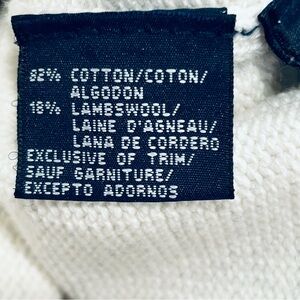 82% COTTON/COTON/
ALGODON
18% LAMBSWOOL/
LAINE D'AGNEAU/
LANA DE CORDERO
EXCLUSIVE OF TRIM/
SAUF GARNITURE/
EXCEPTO ADORNOS